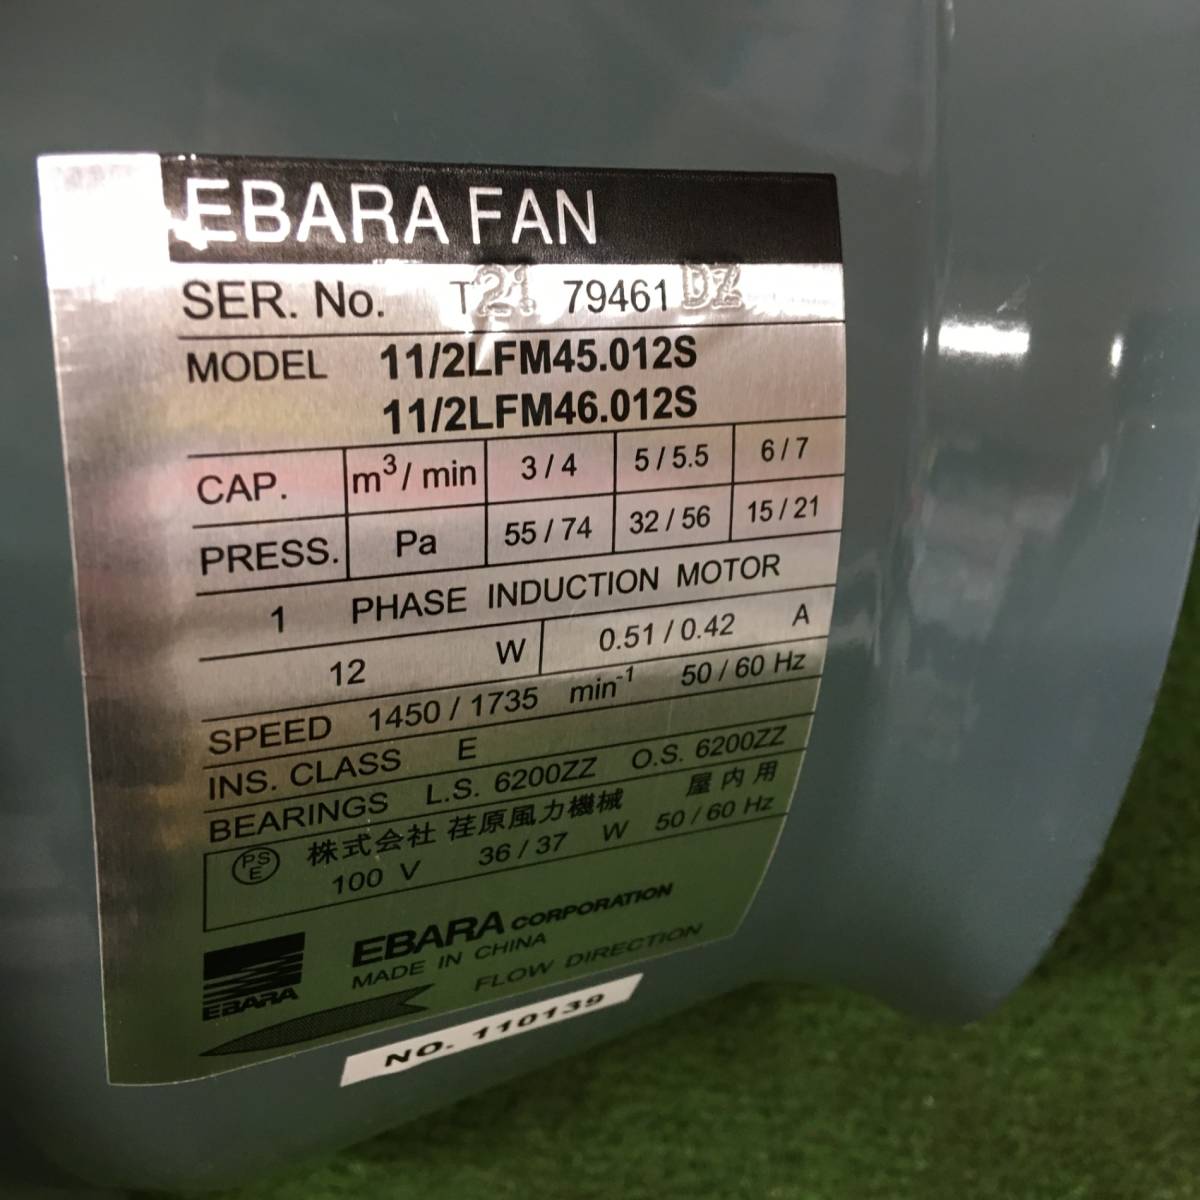 EBARA FAN
SER. No. T21 79461 DZ
MODEL 11/2LFM45.012S
11/2LFM46.012S
CAP. m³/ min 3 / 4 5 / 5.5 6 / 7
PRESS. Pa 55 / 74 32 / 56 15 / 21
1 PHASE INDUCTION MOTOR
12 W 0.51 / 0.42 A
SPEED 1450 / 1735 min⁻¹ 50 / 60 Hz
INS. CLASS E
BEARINGS L.S. 6200ZZ O.S. 6200ZZ
PS E 株式会社 荏原風力機械 屋内用
100 V 36 / 37 W 50 / 60 Hz
EBARA CORPORATION
MADE IN CHINA
EBARA
FLOW DIRECTION
NO. 110139